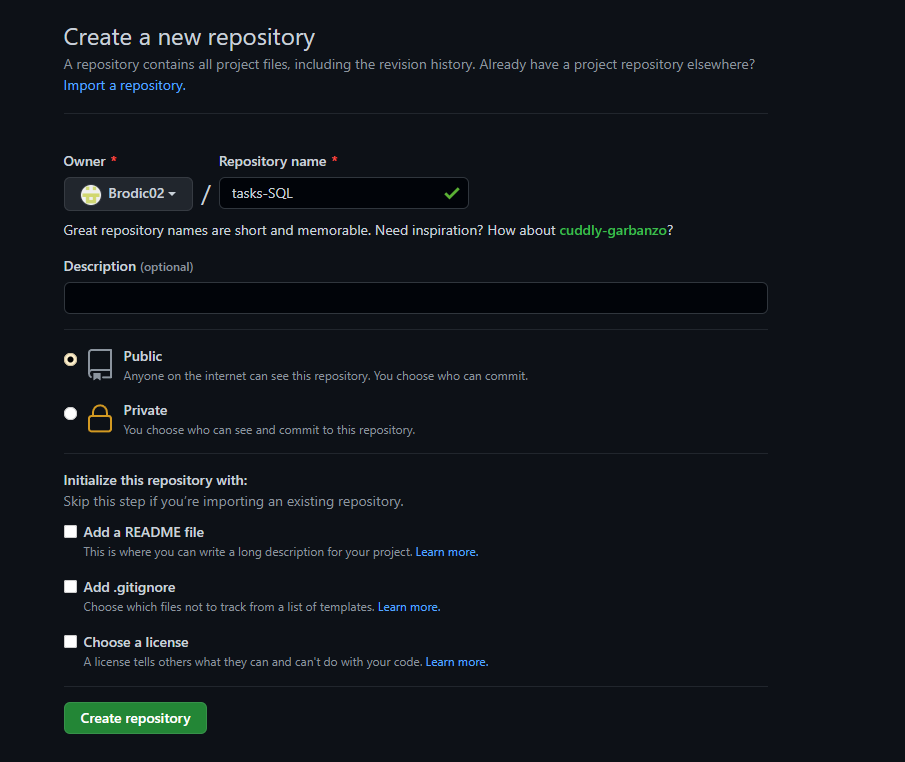 Create a new repository
A repository contains all project files, including the revision history. Already have a project repository elsewhere?
Import a repository.
Owner * Repository name *
Brodic02 / tasks-SQL
Great repository names are short and memorable. Need inspiration? How about cuddly-garbanzo?
Description (optional)
Public
Anyone on the internet can see this repository. You choose who can commit.
Private
You choose who can see and commit to this repository.
Initialize this repository with:
Skip this step if you're importing an existing repository.
Add a README file
This is where you can write a long description for your project. Learn more.
Add .gitignore
Choose which files not to track from a list of templates. Learn more.
Choose a license
A license tells others what they can and can't do with your code. Learn more.
Create repository